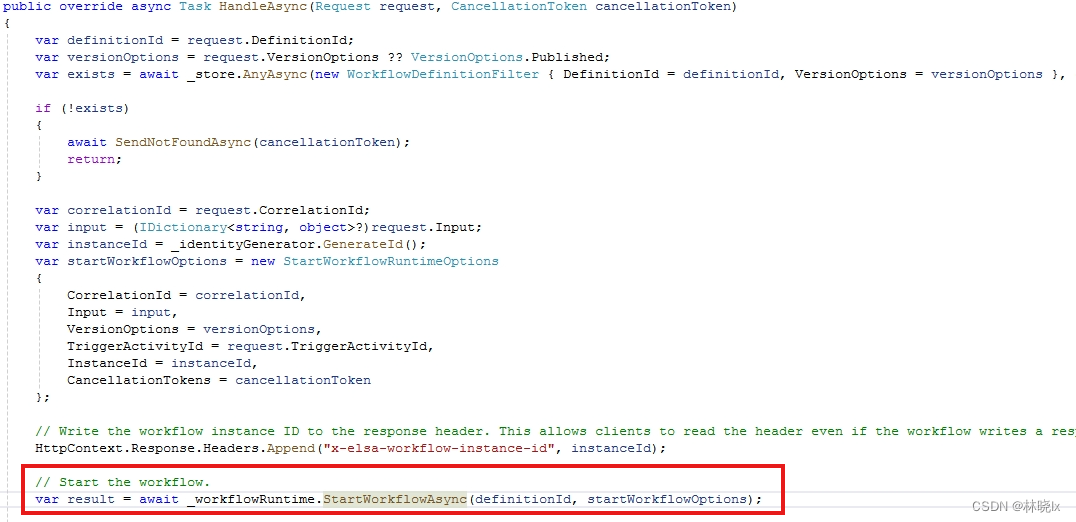 public override async Task HandleAsync(Request request, CancellationToken cancellationToken)
{
    var definitionId = request.DefinitionId;
    var versionOptions = request.VersionOptions ?? VersionOptions.Published;
    var exists = await _store.AnyAsync(new WorkflowDefinitionFilter { DefinitionId = definitionId, VersionOptions = versionOptions },

    if (!exists)
    {
        await SendNotFoundAsync(cancellationToken);
        return;
    }

    var correlationId = request.CorrelationId;
    var input = (IDictionary<string, object>?)request.Input;
    var instanceId = _identityGenerator.GenerateId();
    var startWorkflowOptions = new StartWorkflowRuntimeOptions
    {
        CorrelationId = correlationId,
        Input = input,
        VersionOptions = versionOptions,
        TriggerActivityId = request.TriggerActivityId,
        InstanceId = instanceId,
        CancellationTokens = cancellationToken
    };

    // Write the workflow instance ID to the response header. This allows clients to read the header even if the workflow writes a res
    HttpContext.Response.Headers.Append("x-elsa-workflow-instance-id", instanceId);

    // Start the workflow.
    var result = await _workflowRuntime.StartWorkflowAsync(definitionId, startWorkflowOptions);
CSDN @林晓lx